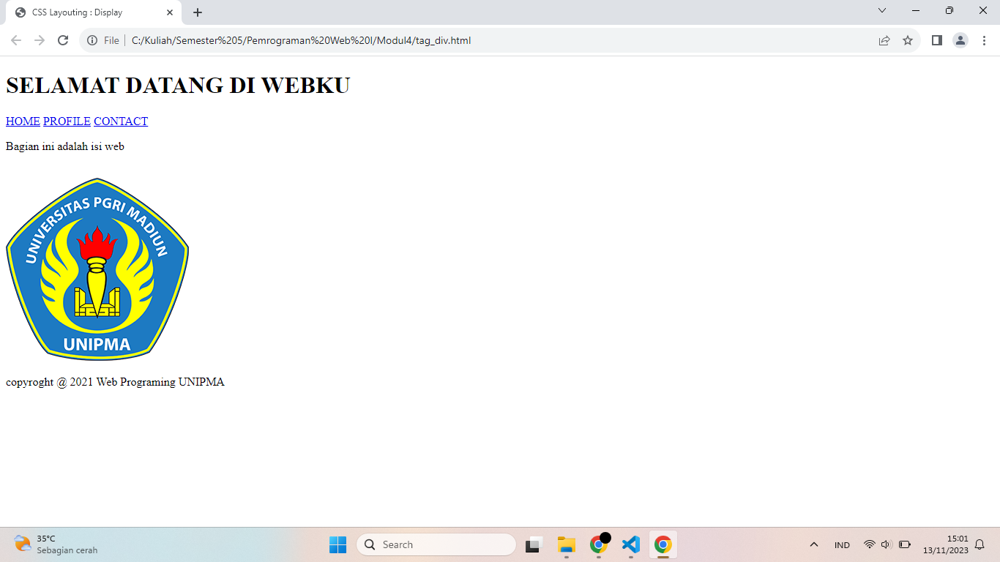 CSS Layouting : Display
File
C:/Kuliah/Semester%205/Pemrograman%20Web%20I/Modul4/tag_div.html
SELAMAT DATANG DI WEBKU
HOME PROFILE CONTACT
Bagian ini adalah isi web
UNIVERSITAS PGRI MADIUN
UNIPMA
copyroght @ 2021 Web Programing UNIPMA
35°C
Sebagian cerah
Search
IND
15:01
13/11/2023